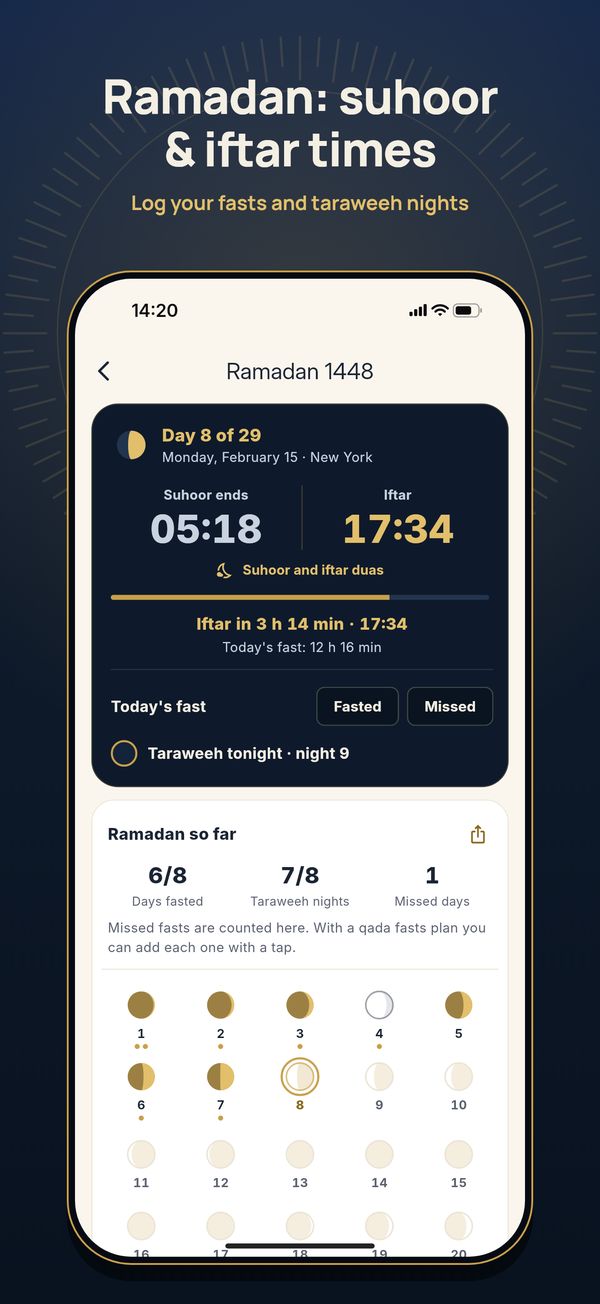 Ramadan: suhoor
& iftar times
Log your fasts and taraweeh nights
14:20
Ramadan 1448
Day 8 of 29
Monday, February 15 · New York
Suhoor ends
Iftar
05:18
17:34
Suhoor and iftar duas
Iftar in 3 h 14 min · 17:34
Today's fast: 12 h 16 min
Today's fast
Fasted
Missed
Taraweeh tonight · night 9
Ramadan so far
6/8
7/8
1
Days fasted
Taraweeh nights
Missed days
Missed fasts are counted here. With a qada fasts plan you
can add each one with a tap.
1 2 3 4 5
6 7 8 9 10
11 12 13 14 15
16 17 18 19 20